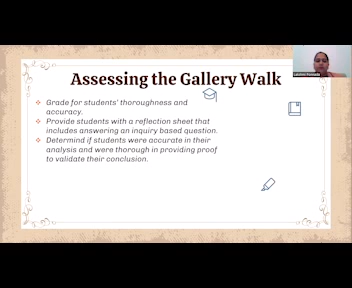 Assessing the Gallery Walk
Grade for students' thoroughness and
accuracy.
Provide students with a reflection sheet that
includes answering an inquiry based question.
Determine if students were accurate in their
analysis and were thorough in providing proof
to validate their conclusion.